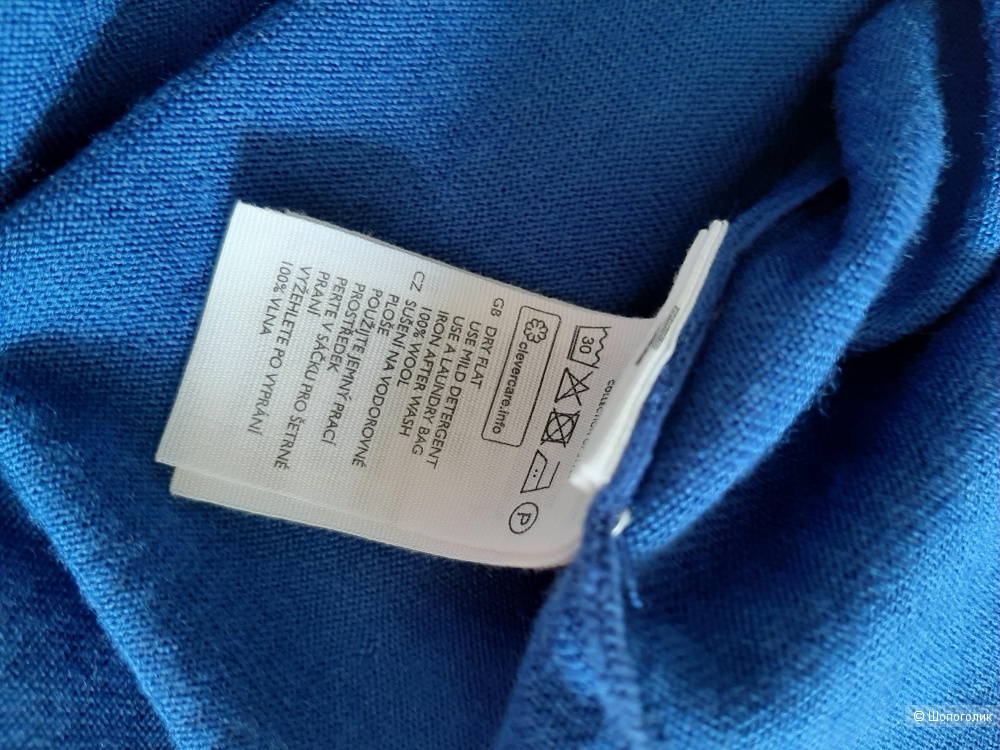 30
P
clevercare.info
GB DRY FLAT
USE MILD DETERGENT
USE A LAUNDRY BAG
IRON AFTER WASH
100% WOOL
CZ SUŠENÍ NA VODOROVNÉ
PLOŠE
POUŽIJTE JEMNÝ PRACÍ
PROSTŘEDEK
PERTE V SÁČKU PRO ŠETRNÉ
PRANÍ
VYŽEHLETE PO VYPRÁNÍ
100% VLNA
© Шопоголик